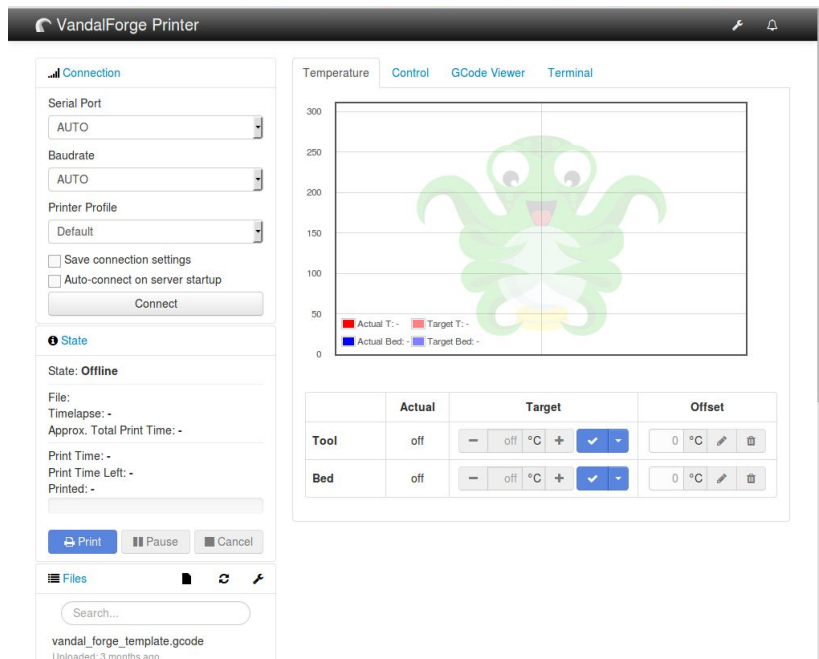 VandalForge Printer
Connection
Serial Port
AUTO
Baudrate
AUTO
Printer Profile
Default
Save connection settings
Auto-connect on server startup
Connect
State
State: Offline
File:
Timelapse: -
Approx. Total Print Time: -
Print Time: -
Print Time Left: -
Printed: -
Print Pause Cancel
Files
Search...
vandal_forge_template.gcode
Uploaded: 3 months ago
Temperature Control GCode Viewer Terminal
300
250
200
150
100
50
0
Actual T: - Target T: -
Actual Bed: - Target Bed: -
Actual Target Offset
Tool off off °C 0 °C
Bed off off °C 0 °C